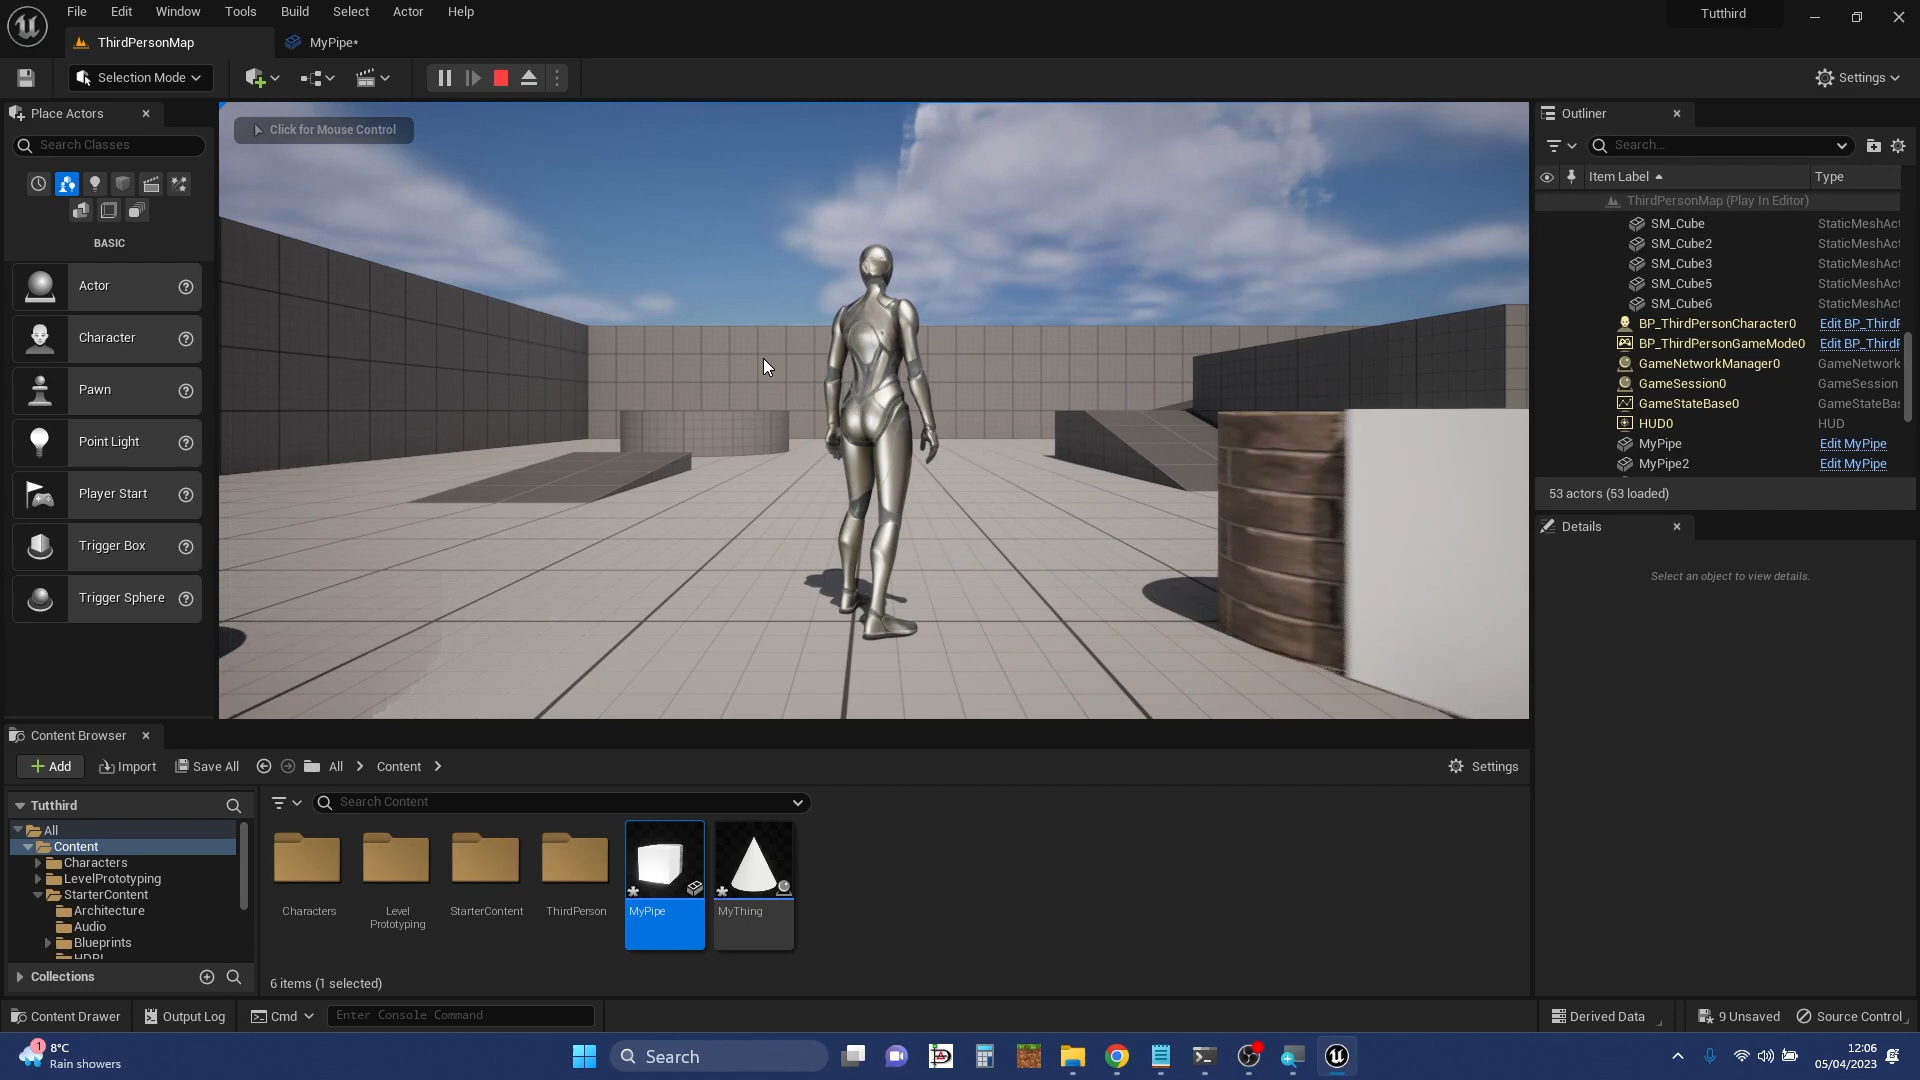 File Edit Window Tools Build Select Actor Help
Tutthird
ThirdPersonMap
MyPipe*
Selection Mode
Settings
Place Actors
Search Classes
BASIC
Actor
Character
Pawn
Point Light
Player Start
Trigger Box
Trigger Sphere
Click for Mouse Control
Outliner
Search...
Item Label Type
ThirdPersonMap (Play In Editor)
SM_Cube StaticMeshAct
SM_Cube2 StaticMeshAct
SM_Cube3 StaticMeshAct
SM_Cube5 StaticMeshAct
SM_Cube6 StaticMeshAct
BP_ThirdPersonCharacter0 Edit BP_ThirdF
BP_ThirdPersonGameMode0 Edit BP_ThirdF
GameNetworkManager0 GameNetwork
GameSession0 GameSession
GameStateBase0 GameStateBas
HUD0 HUD
MyPipe Edit MyPipe
MyPipe2 Edit MyPipe
53 actors (53 loaded)
Details
Select an object to view details.
Content Browser
Add Import Save All All Content Settings
Tutthird
All
Content
Characters
LevelPrototyping
StarterContent
Architecture
Audio
Blueprints
HDRI
Collections
Search Content
Characters
Level Prototyping
StarterContent
ThirdPerson
MyPipe
MyThing
6 items (1 selected)
Content Drawer Output Log Cmd Enter Console Command Derived Data 9 Unsaved Source Control
1
8°C
Rain showers
Search
12:06
05/04/2023